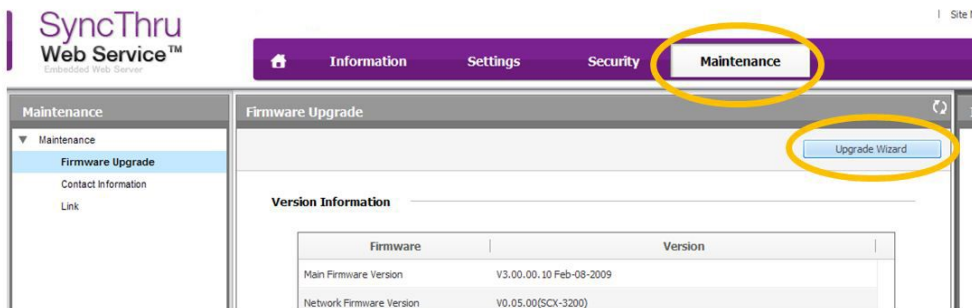 SyncThru
Web Service™
Embedded Web Server
Site
Information Settings Security Maintenance
Maintenance
Firmware Upgrade
Maintenance
Firmware Upgrade
Contact Information
Link
Upgrade Wizard
Version Information
Firmware Version
Main Firmware Version V3.00.00.10 Feb-08-2009
Network Firmware Version V0.05.00(SCX-3200)